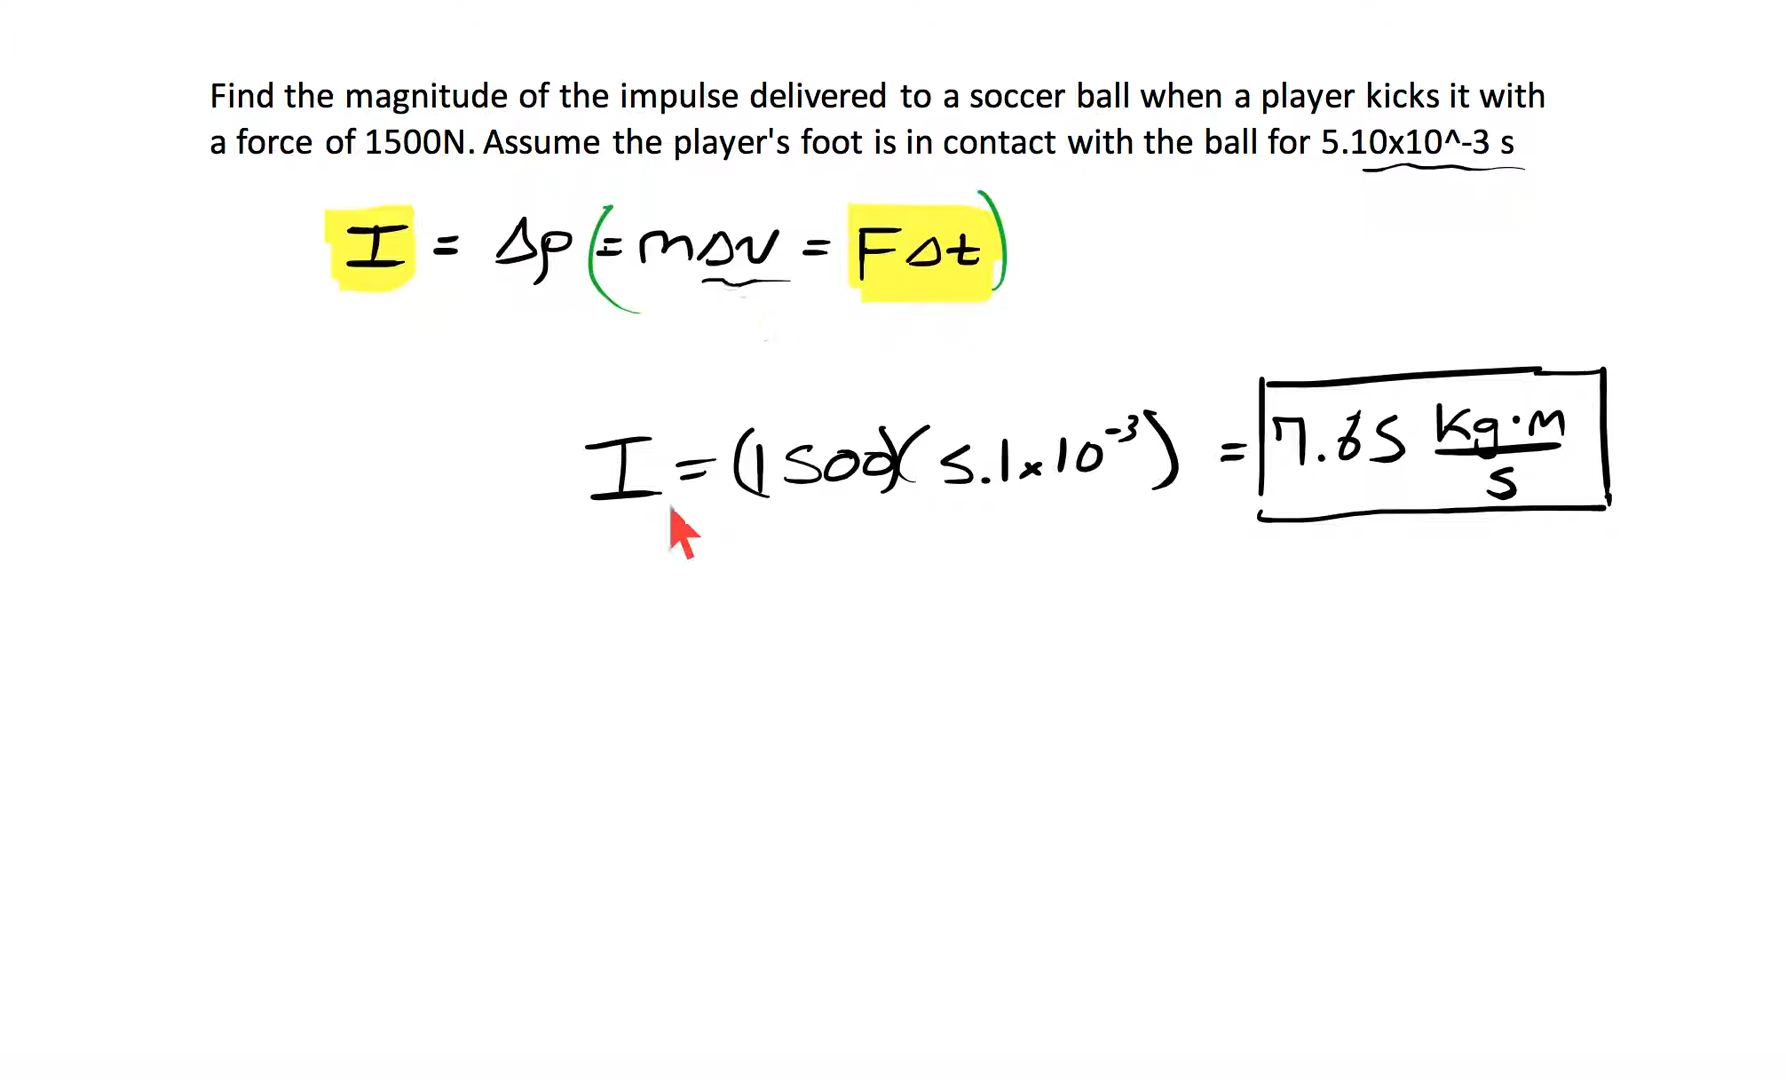 Find the magnitude of the impulse delivered to a soccer ball when a player kicks it with
a force of 1500N. Assume the player's foot is in contact with the ball for 5.10x10^-3 s
I = Δp (= mΔv = FΔt)
I = (1500)(5.1x10⁻³) = 7.65 kg·m/s